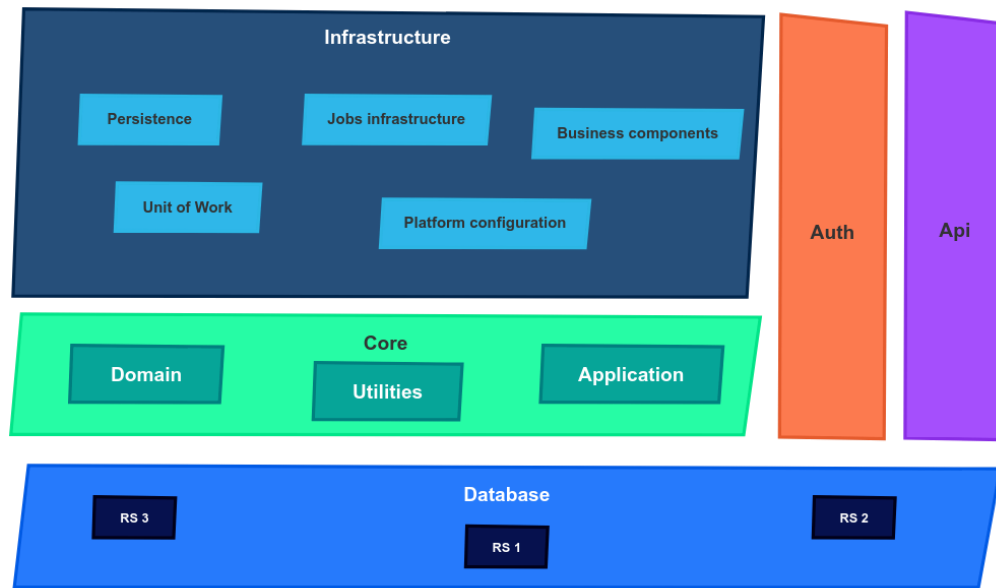 Infrastructure
Persistence
Jobs infrastructure
Business components
Unit of Work
Platform configuration
Auth
Api
Core
Domain
Utilities
Application
Database
RS 3
RS 1
RS 2